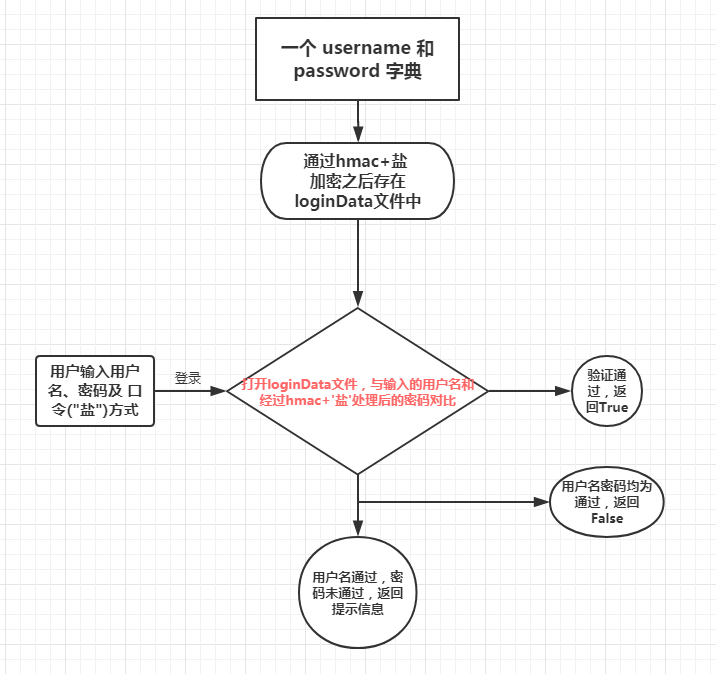 一个 username 和
password 字典
通过hmac+盐
加密之后存在
loginData文件中
用户输入用户
名、密码及 口
令("盐")方式
登录
打开loginData文件，与输入的用户名和
经过hmac+'盐'处理后的密码对比
验证通
过，返
回True
用户名密码均为
通过，返回
False
用户名通过，密
码未通过，返回
提示信息